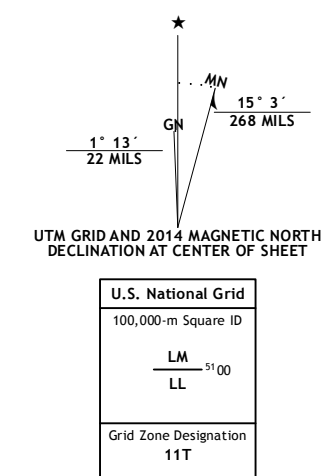 ★
MN
GN
15° 3´
268 MILS
1° 13´
22 MILS
UTM GRID AND 2014 MAGNETIC NORTH
DECLINATION AT CENTER OF SHEET
U.S. National Grid
100,000-m Square ID
LM
5100
LL
Grid Zone Designation
11T